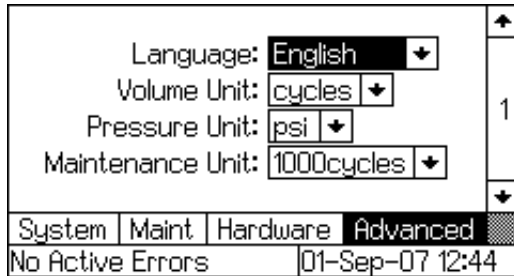 Language: English
Volume Unit: cycles
Pressure Unit: psi
1
Maintenance Unit: 1000cycles
System Maint Hardware Advanced
No Active Errors 01-Sep-07 12:44